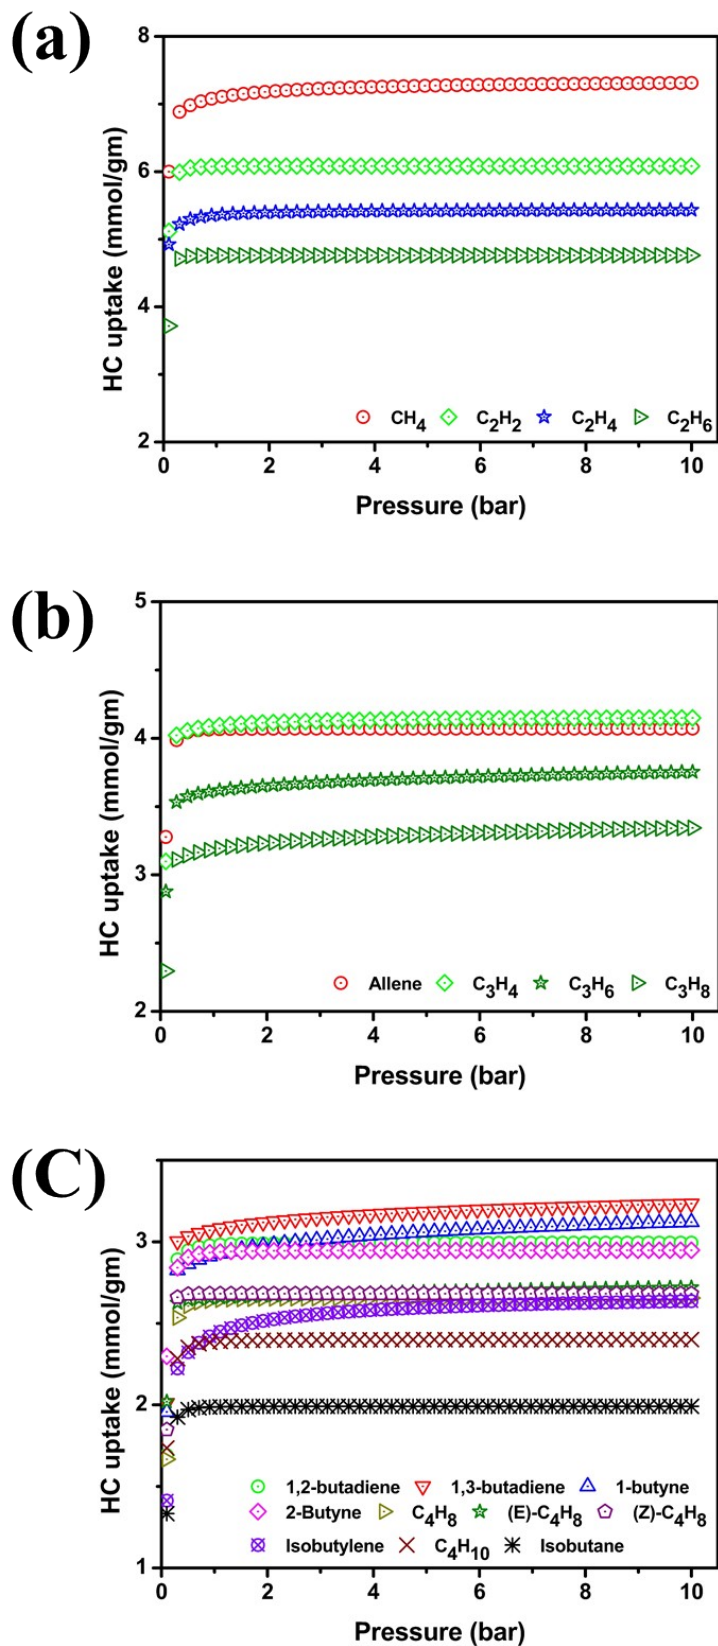 (a)
8
6
4
2
HC uptake (mmol/gm)
CH4 C2H2 C2H4 C2H6
0 2 4 6 8 10
Pressure (bar)
(b)
5
4
3
2
HC uptake (mmol/gm)
Allene C3H4 C3H6 C3H8
0 2 4 6 8 10
Pressure (bar)
(C)
3
2
1
HC uptake (mmol/gm)
1,2-butadiene 1,3-butadiene 1-butyne
2-Butyne C4H8 (E)-C4H8 (Z)-C4H8
Isobutylene C4H10 Isobutane
0 2 4 6 8 10
Pressure (bar)